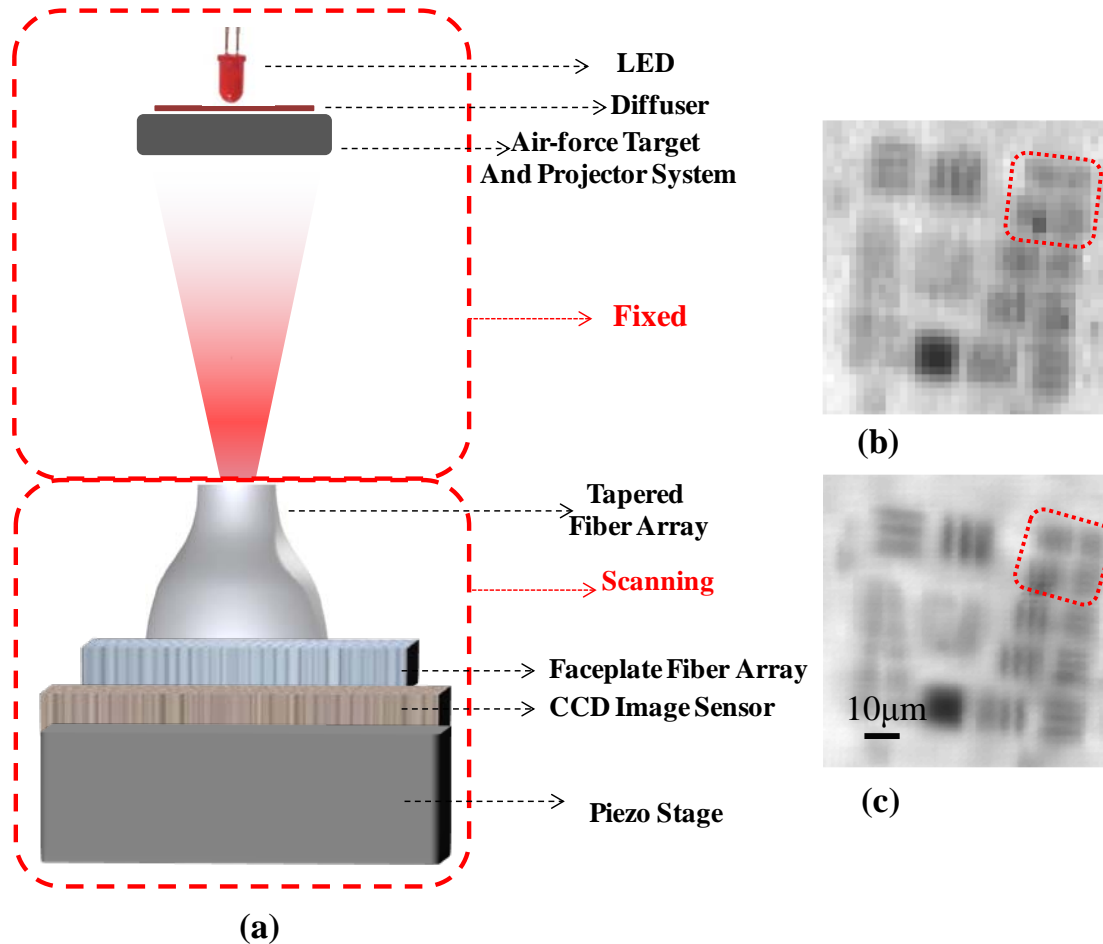 LED
Diffuser
Air-force Target
And Projector System
Fixed
Tapered
Fiber Array
Scanning
Faceplate Fiber Array
CCD Image Sensor
Piezo Stage
(a)
(b)
10μm
(c)